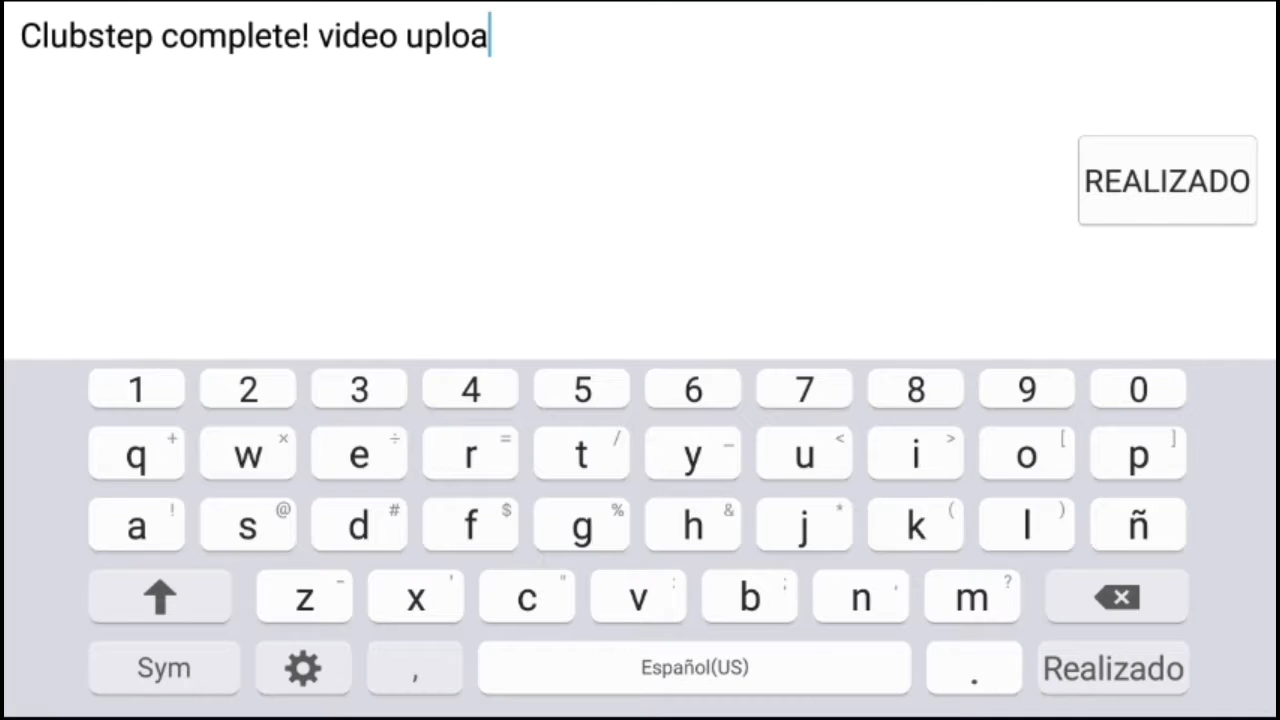 Clubstep complete! video uploa
REALIZADO
1 2 3 4 5 6 7 8 9 0
q + w × e ÷ r = t / y _ u < i > o [ p ]
a ! s @ d # f $ g % h & j * k ( l ) ñ
z - x ' c " v : b ; n , m ?
Sym , Español(US) . Realizado